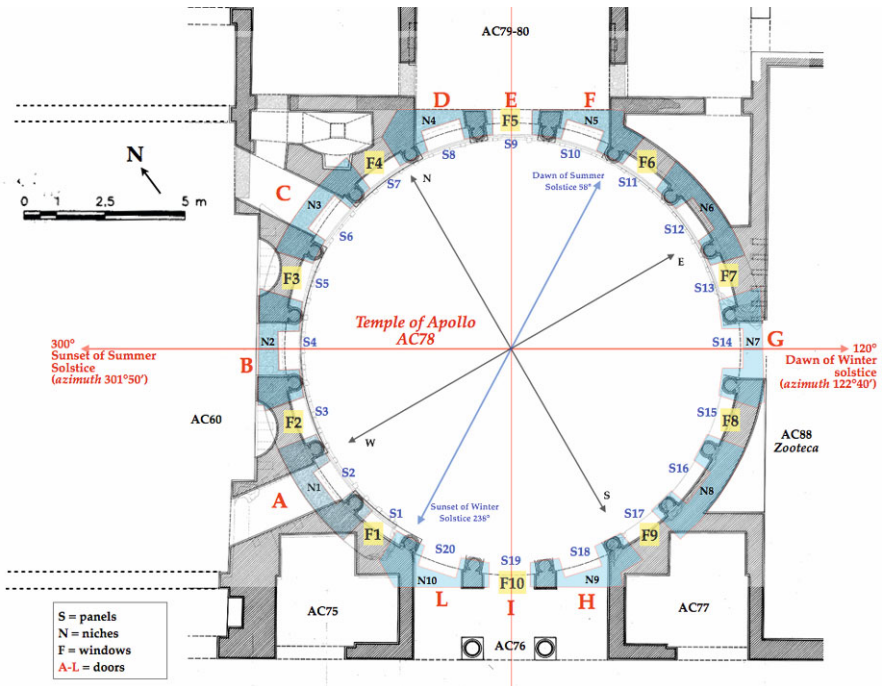 AC79-80
D
E
F
N4
F5
N5
S9
S8
S10
F4
F6
N
S7
N
S11
Dawn of Summer
Solstice 58°
C
0 1 2 3 4 5 m
N3
S6
S12
N6
E
F3
S5
S13
F7
Temple of Apollo
AC78
300°
Sunset of Summer
Solstice
(azimuth 301°50')
N2
B
S4
S14
N7
G
120°
Dawn of Winter
solstice
(azimuth 122°40')
AC60
F2
S3
S15
F8
AC88
Zooteca
W
S2
S16
A
N1
S
N8
S1
Sunset of Winter
Solstice 238°
S17
F1
F9
S20
S19
S18
N10
F10
N9
L
I
H
AC75
AC76
AC77
S = panels
N = niches
F = windows
A-L = doors